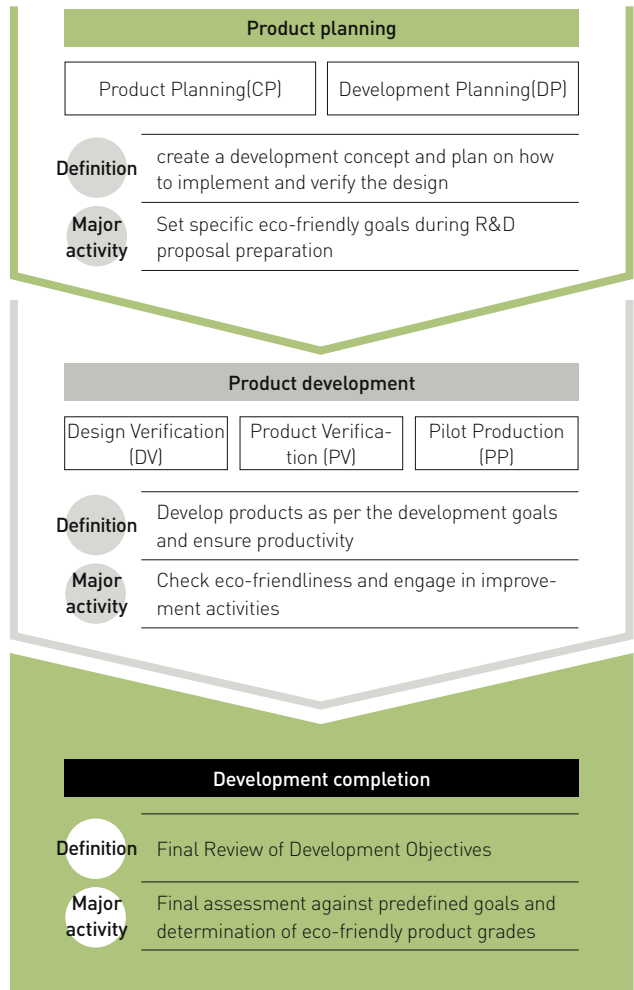 Product planning
Product Planning(CP)
Development Planning(DP)
Definition
create a development concept and plan on how
to implement and verify the design
Major
activity
Set specific eco-friendly goals during R&D
proposal preparation
Product development
Design Verification
(DV)
Product Verifica-
tion (PV)
Pilot Production
(PP)
Definition
Develop products as per the development goals
and ensure productivity
Major
activity
Check eco-friendliness and engage in improve-
ment activities
Development completion
Definition
Final Review of Development Objectives
Major
activity
Final assessment against predefined goals and
determination of eco-friendly product grades